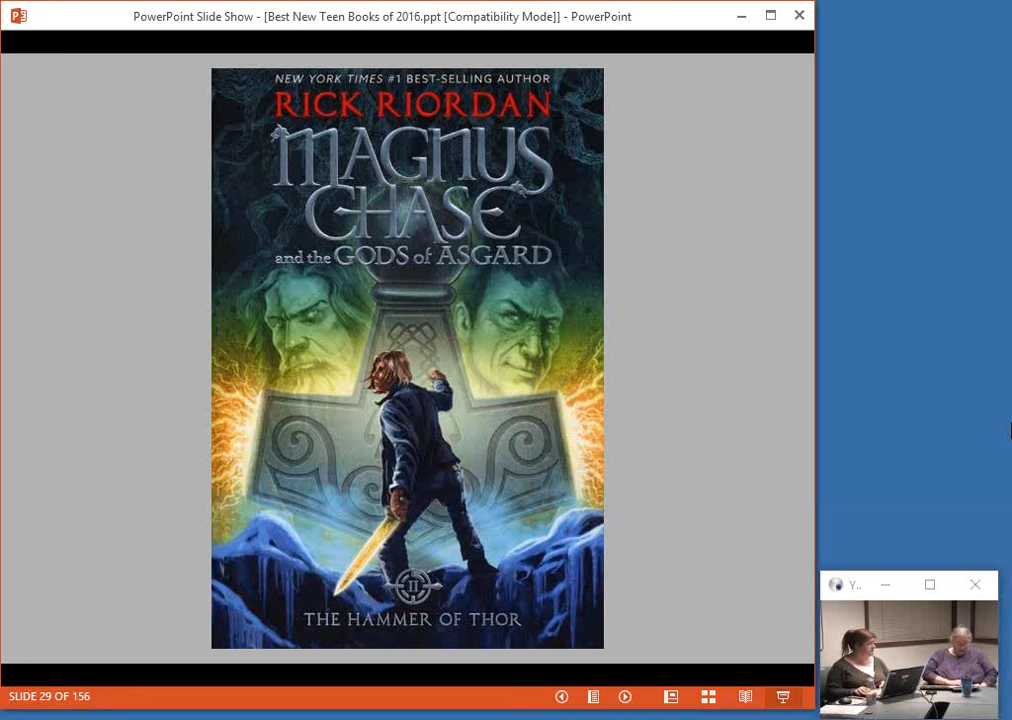 PowerPoint Slide Show - [Best New Teen Books of 2016.ppt [Compatibility Mode]] - PowerPoint
NEW YORK TIMES #1 BEST-SELLING AUTHOR
RICK RIORDAN
MAGNUS
CHASE
and the GODS of ASGARD
II
THE HAMMER OF THOR
Y..
SLIDE 29 OF 156